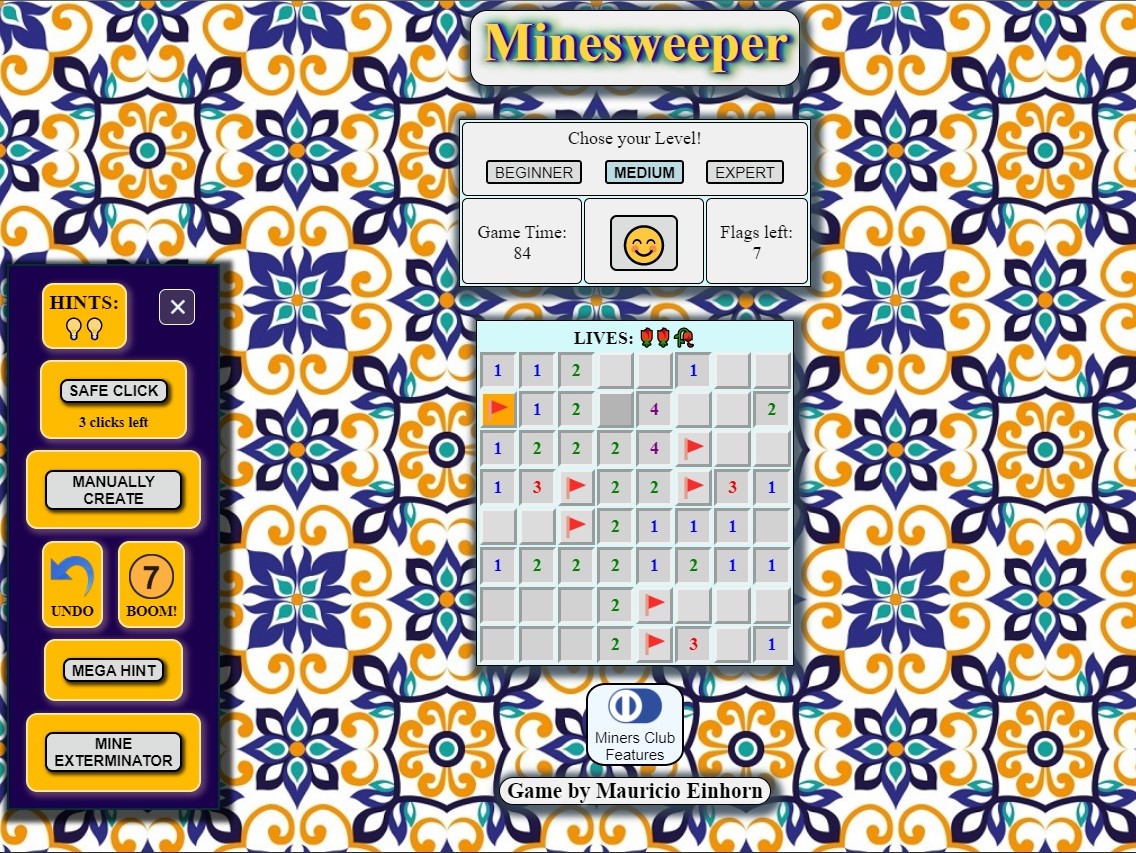 Minesweeper
Chose your Level!
BEGINNER MEDIUM EXPERT
Game Time:
84
Flags left:
7
HINTS:
SAFE CLICK
3 clicks left
MANUALLY
CREATE
UNDO
7
BOOM!
MEGA HINT
MINE
EXTERMINATOR
LIVES:
1 1 2 1
1 2 4 2
1 2 2 2 4
1 3 2 2 3 1
2 1 1 1
1 2 2 2 1 2 1 1
2
2 3 1
Miners Club
Features
Game by Mauricio Einhorn